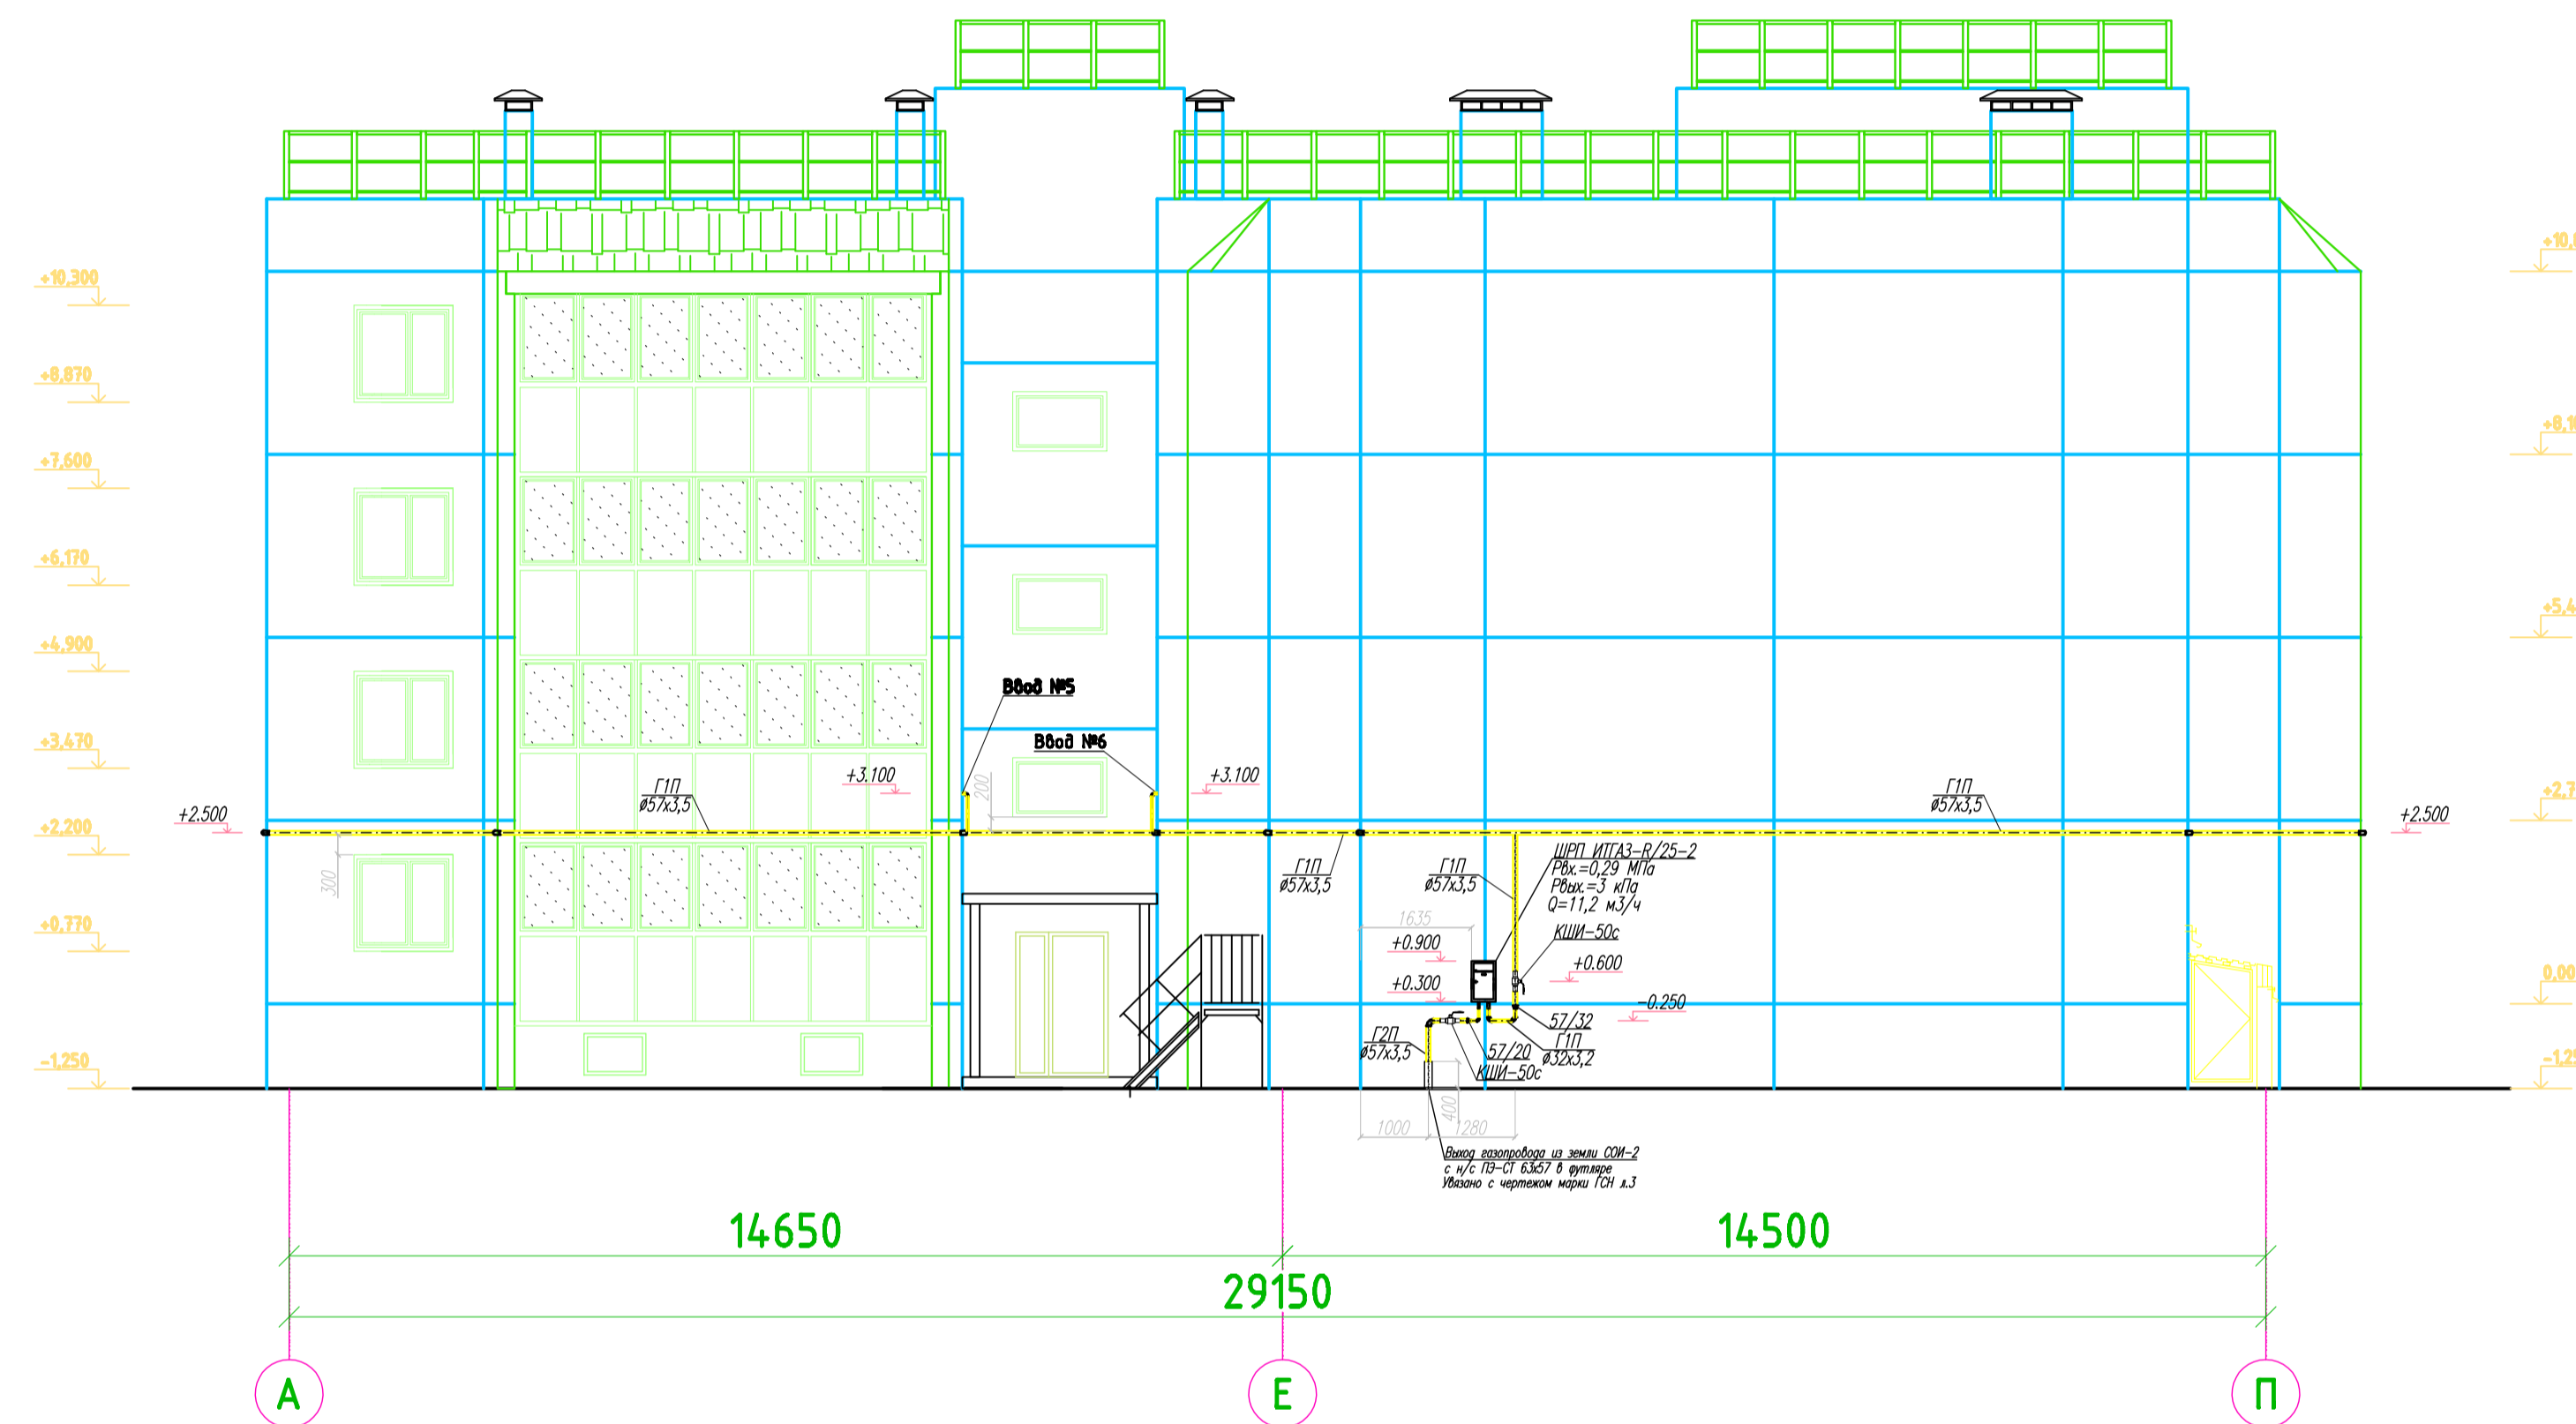 +10,300
+8,870
+7,600
+6,170
+4,900
+3,470
+2,200
+0,770
-1,250
+2.500
300
Г1П
Ø57х3,5
+3.100
Ввод №5
Ввод №6
200
+3.100
Г1П
Ø57х3,5
Г1П
Ø57х3,5
Г1П
Ø57х3,5
+2.500
ШРП ИТГАЗ-R/25-2
Рвх.=0,29 МПа
Рвых.=3 кПа
Q=11,2 м3/ч
КШИ-50с
1635
+0.900
+0.300
+0.600
-0.250
57/32
Г1П
Ø32х3,2
Г2П
Ø57х3,5
57/20
КШИ-50с
400
1000
1280
Выход газопровода из земли СОИ-2
с н/с ПЭ-СТ 63х57 в футляре
Увязано с чертежом марки ГСН л.3
14650
14500
29150
А
Е
П